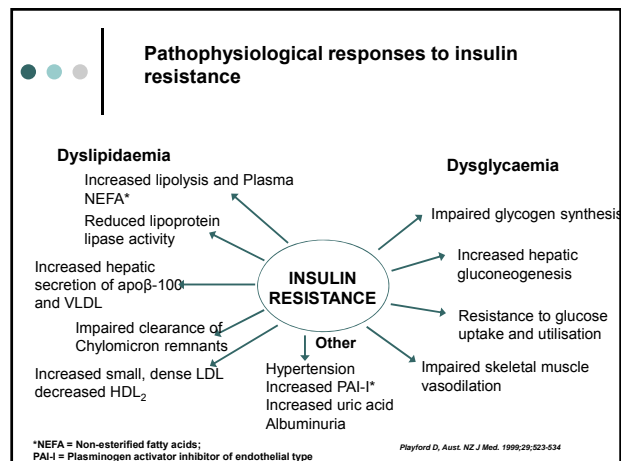 Pathophysiological responses to insulin
resistance
Dyslipidaemia
Increased lipolysis and Plasma
NEFA*
Reduced lipoprotein
lipase activity
Increased hepatic
secretion of apoβ-100
and VLDL
Impaired clearance of
Chylomicron remnants
Increased small, dense LDL
decreased HDL₂
INSULIN
RESISTANCE
Other
Hypertension
Increased PAI-I*
Increased uric acid
Albuminuria
Dysglycaemia
Impaired glycogen synthesis
Increased hepatic
gluconeogenesis
Resistance to glucose
uptake and utilisation
Impaired skeletal muscle
vasodilation
*NEFA = Non-esterified fatty acids;
PAI-I = Plasminogen activator inhibitor of endothelial type
Playford D, Aust. NZ J Med. 1999;29;523-534